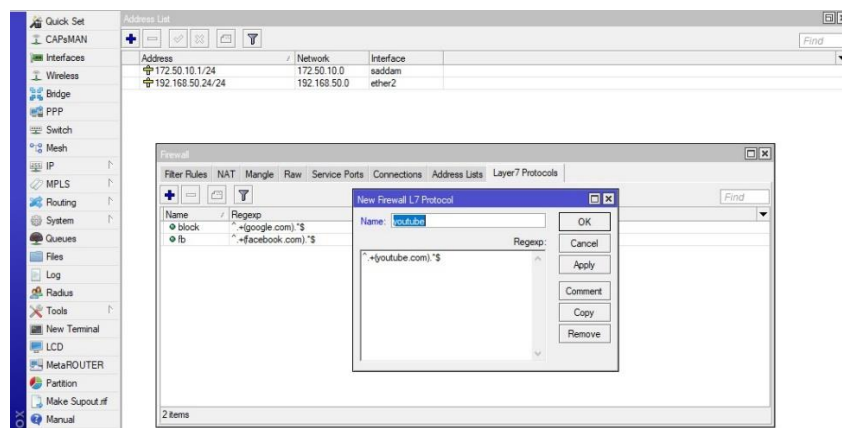 Quick Set
CAPsMAN
Interfaces
Wireless
Bridge
PPP
Switch
Mesh
IP
MPLS
Routing
System
Queues
Files
Log
Radius
Tools
New Terminal
LCD
MetaROUTER
Partition
Make Supout.rif
Manual
Address List
Find
Address Network Interface
172.50.10.1/24 172.50.10.0 saddam
192.168.50.24/24 192.168.50.0 ether2
Firewall
Filter Rules NAT Mangle Raw Service Ports Connections Address Lists Layer7 Protocols
Find
Name Regexp
block ^.+(google.com).*$
fb ^.+(facebook.com).*$
2 items
New Firewall L7 Protocol
Name: youtube
Regexp:
^.+(youtube.com).*$
OK
Cancel
Apply
Comment
Copy
Remove